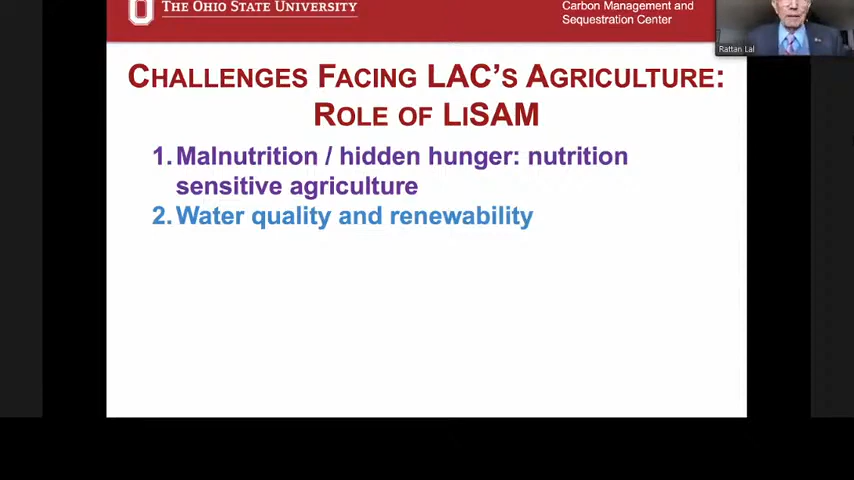 THE OHIO STATE UNIVERSITY
Carbon Management and
Sequestration Center
Rattan Lal
CHALLENGES FACING LAC'S AGRICULTURE:
ROLE OF LISAM
1. Malnutrition / hidden hunger: nutrition
sensitive agriculture
2. Water quality and renewability